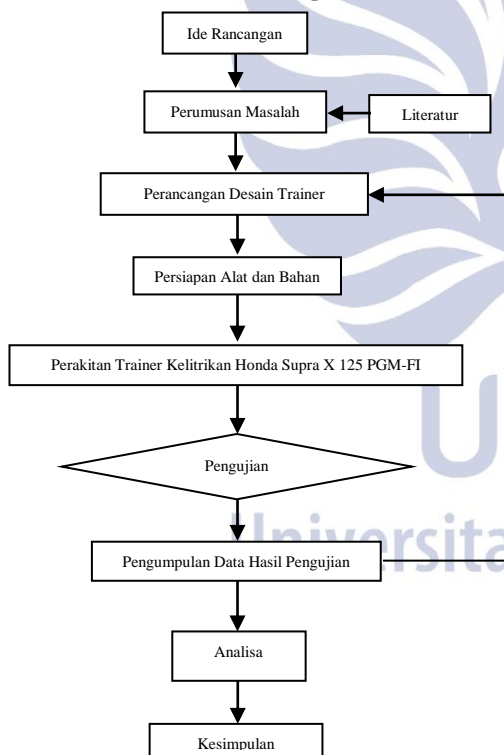 Ide Rancangan
Perumusan Masalah
Literatur
Perancangan Desain Trainer
Persiapan Alat dan Bahan
Perakitan Trainer Kelitrikan Honda Supra X 125 PGM-FI
Pengujian
U
Universita
Pengumpulan Data Hasil Pengujian
Analisa
Kesimpulan